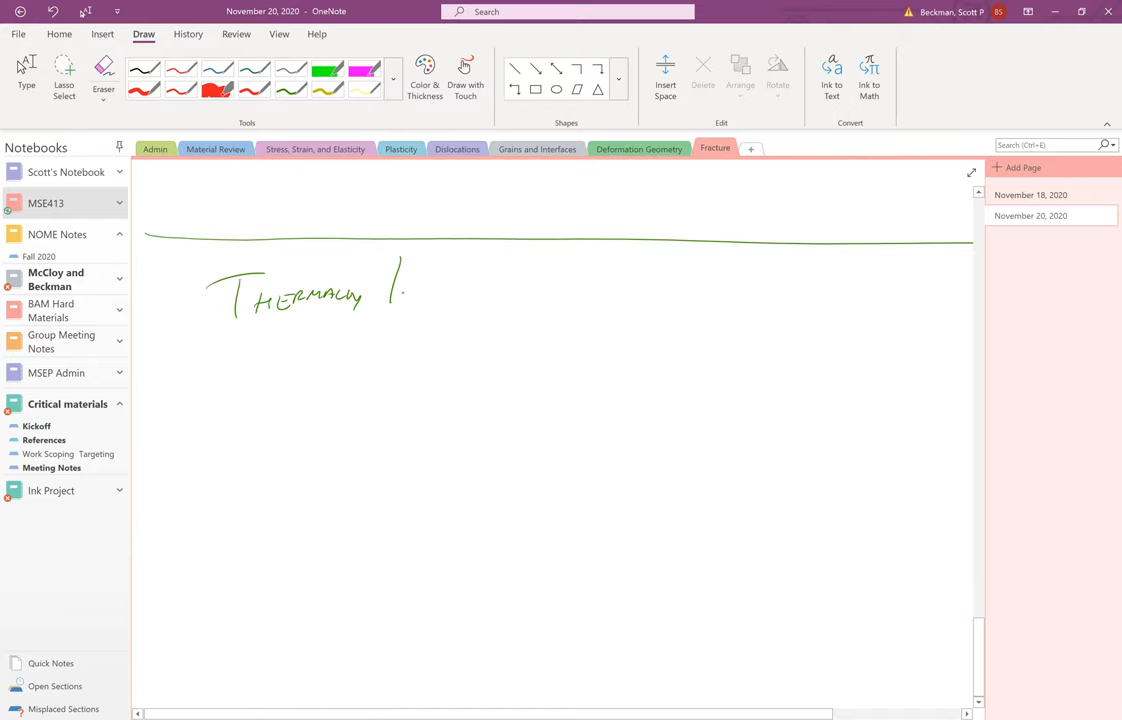 November 20, 2020 - OneNote
Search
Beckman, Scott P
BS
File Home Insert Draw History Review View Help
Type
Lasso Select
Eraser
Color & Thickness
Draw with Touch
Insert Space
Delete
Arrange
Rotate
Ink to Text
Ink to Math
Tools
Shapes
Edit
Convert
Notebooks
Admin Material Review Stress, Strain, and Elasticity Plasticity Dislocations Grains and Interfaces Deformation Geometry Fracture +
Search (Ctrl+E)
Add Page
November 18, 2020
November 20, 2020
Scott's Notebook
MSE413
NOME Notes
Fall 2020
McCloy and Beckman
BAM Hard Materials
Group Meeting Notes
MSEP Admin
Critical materials
Kickoff
References
Work Scoping Targeting
Meeting Notes
Ink Project
Quick Notes
Open Sections
Misplaced Sections
THERMALLY